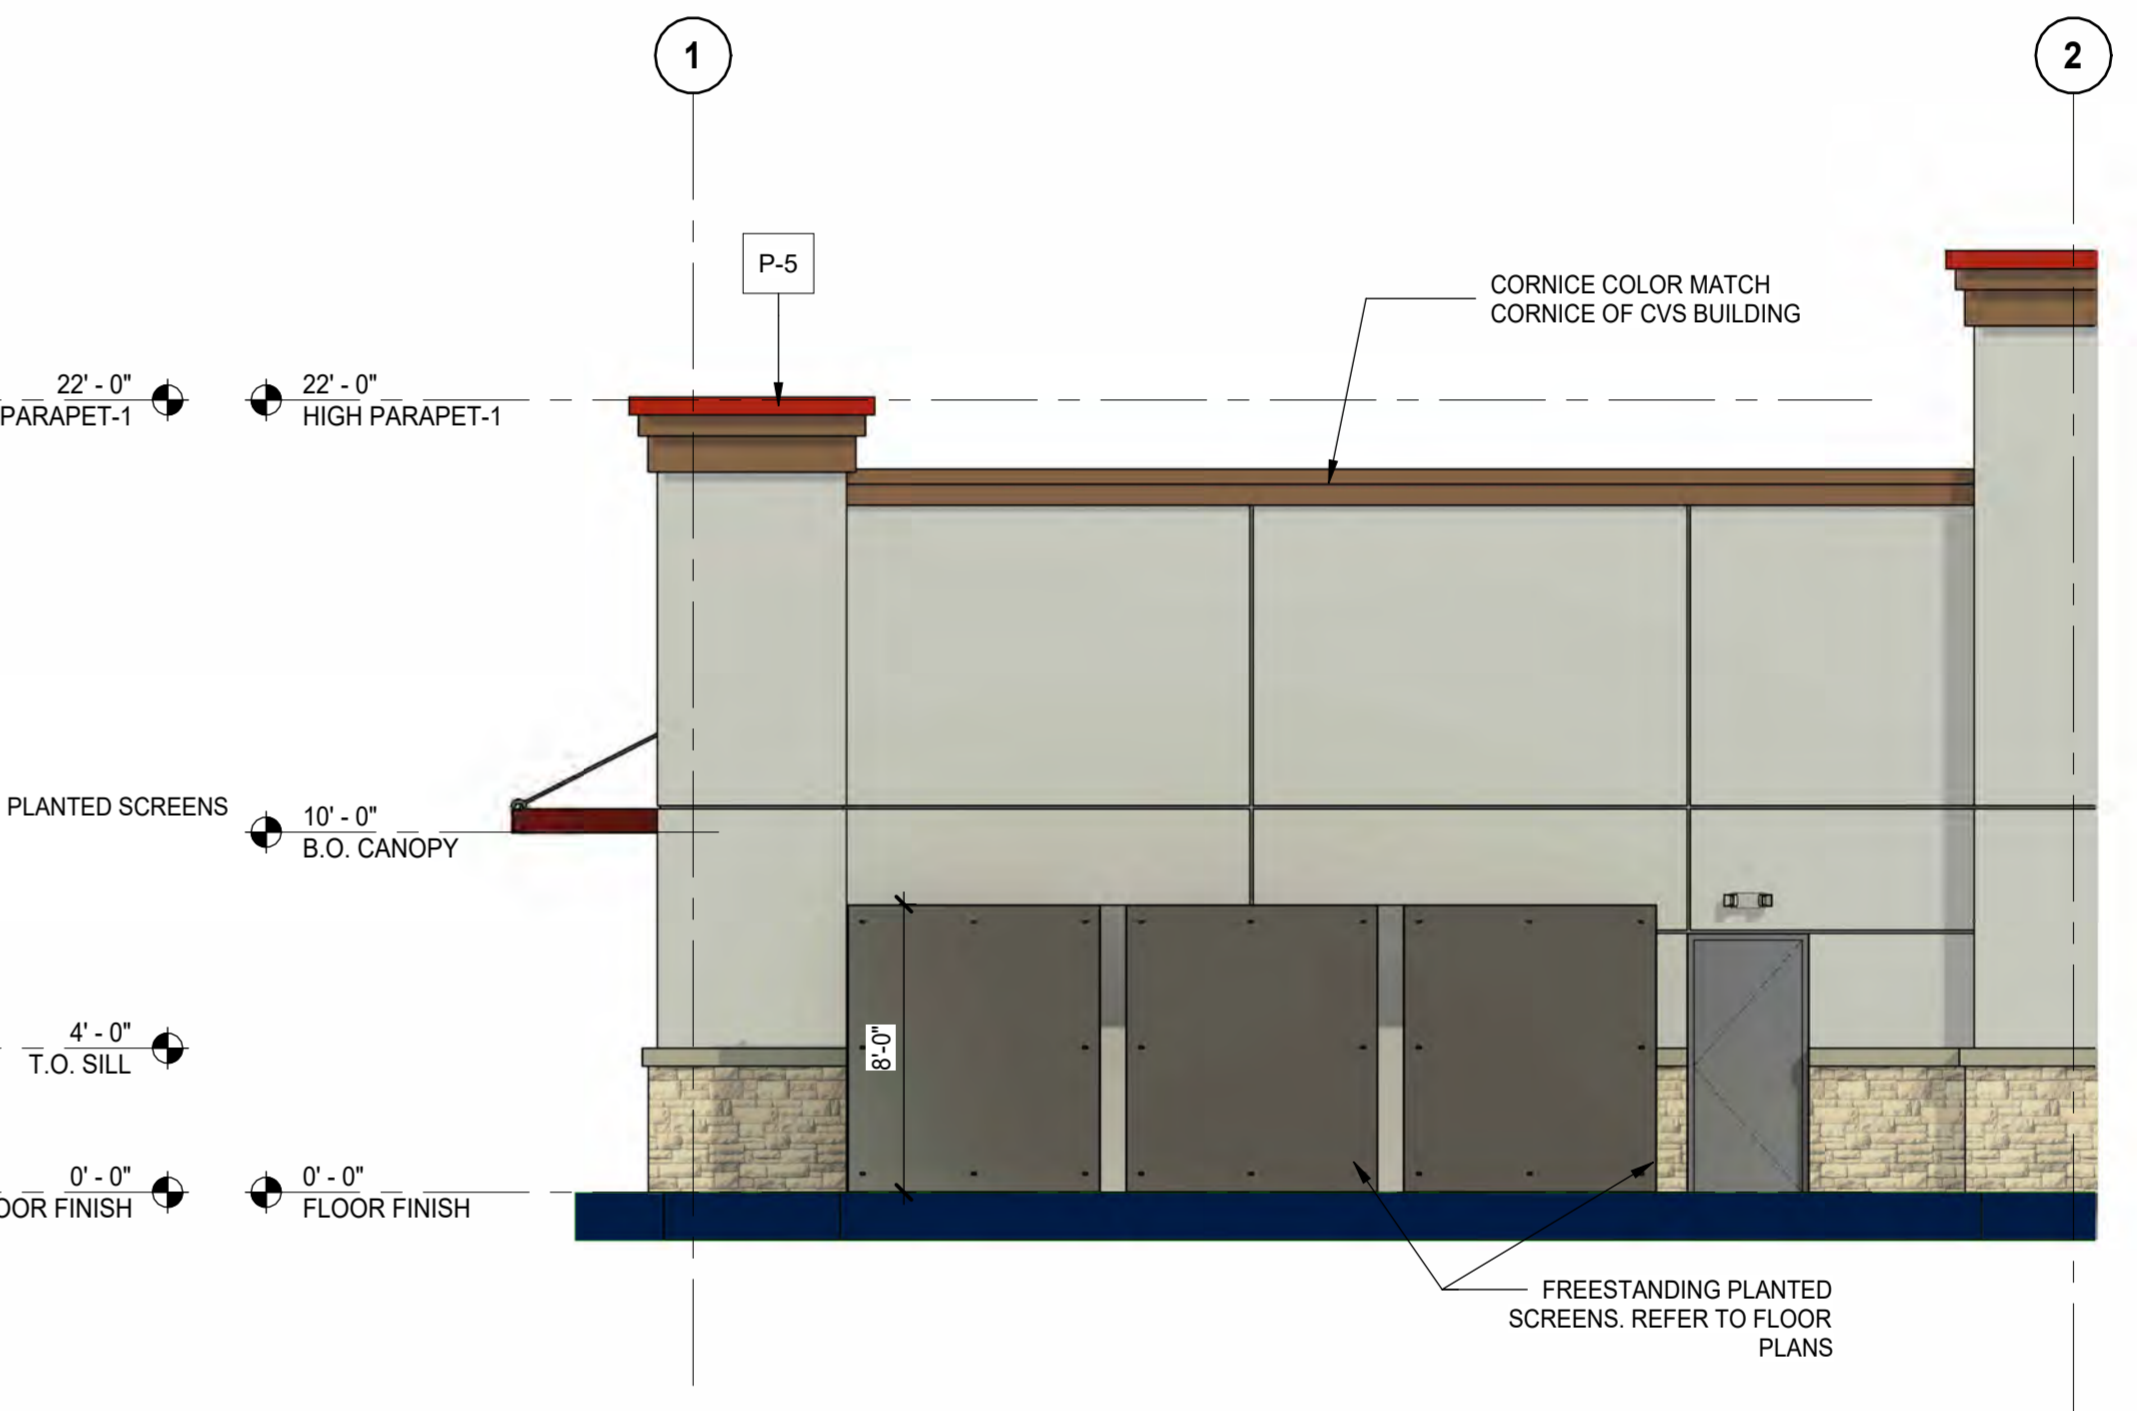 1
2
P-5
CORNICE COLOR MATCH
CORNICE OF CVS BUILDING
22' - 0"
PARAPET-1
22' - 0"
HIGH PARAPET-1
PLANTED SCREENS
10' - 0"
B.O. CANOPY
8'-0"
4' - 0"
T.O. SILL
0' - 0"
OOR FINISH
0' - 0"
FLOOR FINISH
FREESTANDING PLANTED
SCREENS. REFER TO FLOOR
PLANS